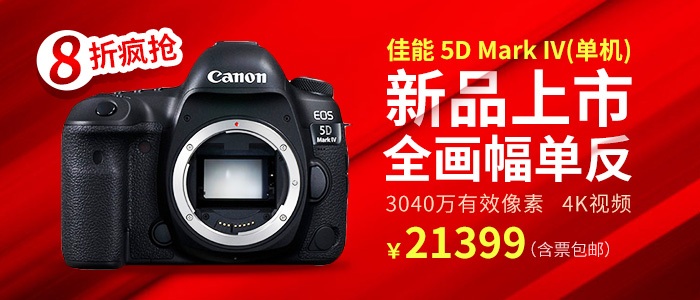 8折疯抢
Canon
EOS
5D
Mark IV
佳能 5D Mark IV(单机)
新品上市
全画幅单反
3040万有效像素 4K视频
¥21399(含票包邮)